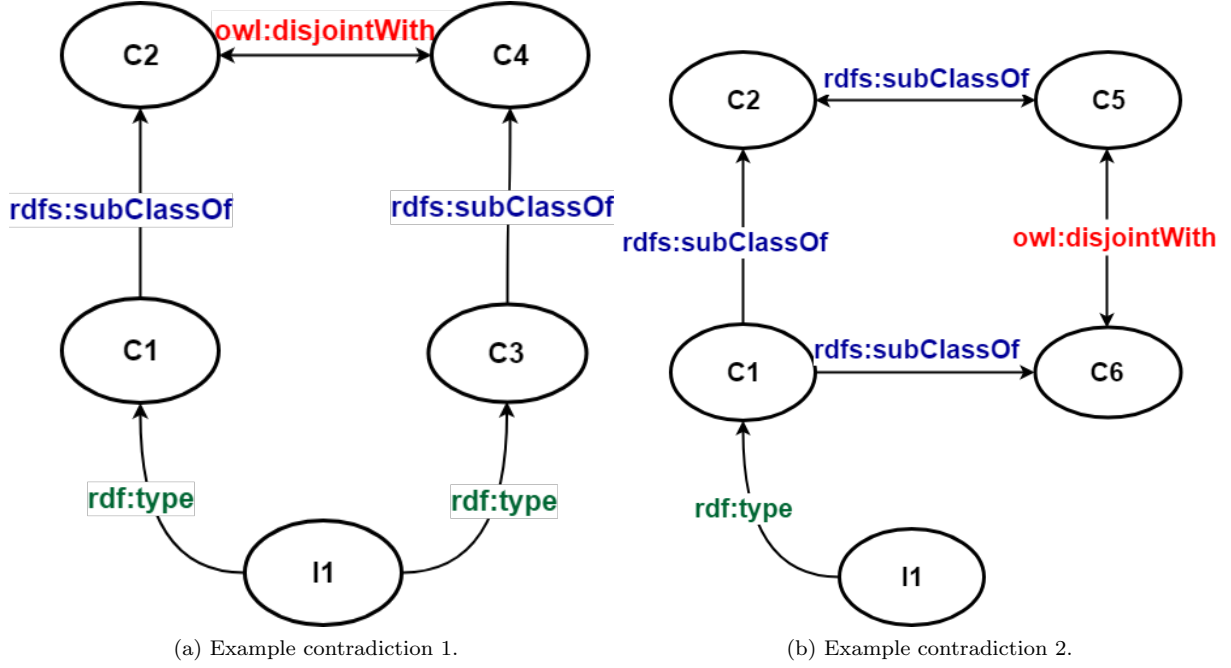 owl:disjointWith
C2
C4
rdfs:subClassOf
rdfs:subClassOf
C1
C3
rdf:type
rdf:type
I1
(a) Example contradiction 1.
rdfs:subClassOf
C2
C5
rdfs:subClassOf
owl:disjointWith
rdfs:subClassOf
C1
C6
rdf:type
I1
(b) Example contradiction 2.